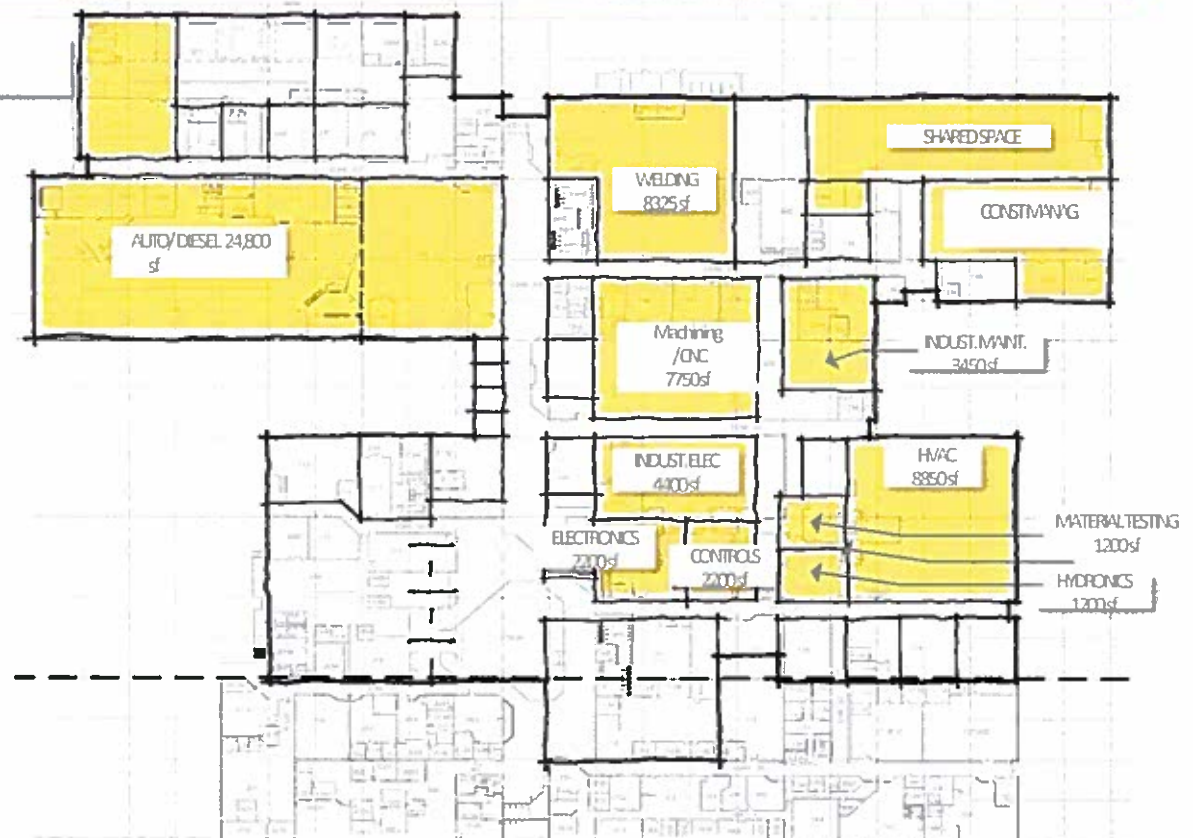 SHARED SPACE
WELDING
8325 sf
CONST.MANAG.
AUTO/ DIESEL 24,800
sf
Machining
/CNC
7750 sf
INDUST. MAINT.
3450 sf
INDUST. ELEC
4400 sf
HVAC
8850 sf
ELECTRONICS
2200 sf
CONTROLS
2200 sf
MATERIAL TESTING
1200 sf
HYDRONICS
1200 sf